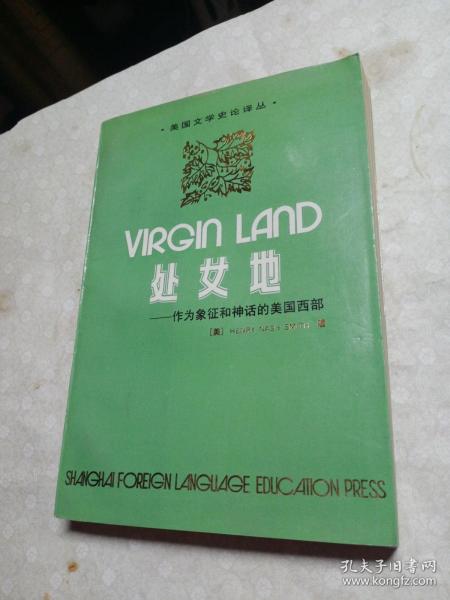 ·美国文学史论译丛·
VIRGIN LAND
处女地
——作为象征和神话的美国西部
[美] HENRY NASH SMITH 著
SHANGHAI FOREIGN LANGUAGE EDUCATION PRESS
孔夫子旧书网
www.kongfz.com